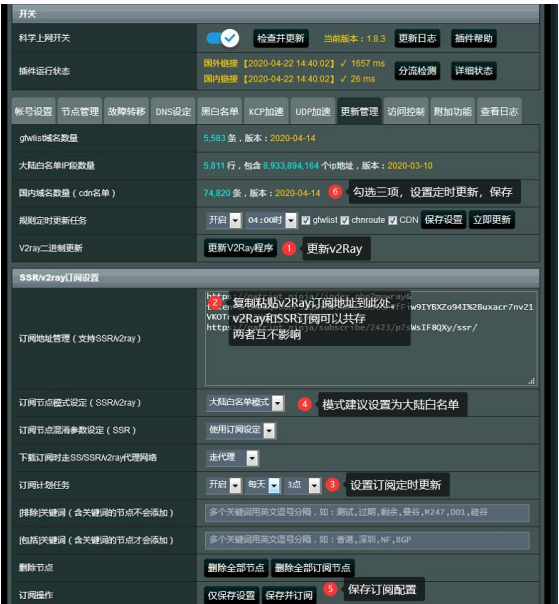 开关
科学上网开关 检查并更新 当前版本：1.8.3 更新日志 插件帮助
插件运行状态 国外链接 【2020-04-22 14:40:02】 ✓ 1657 ms 分流检测 详细状态
国内链接 【2020-04-22 14:40:02】 ✓ 26 ms
帐号设置 节点管理 故障转移 DNS设定 黑白名单 KCP加速 UDP加速 更新管理 访问控制 附加功能 查看日志
gfwlist域名数量 5,583 条，版本：2020-04-14
大陆白名单IP段数量 5,811 行，包含 8,933,894,164 个ip地址，版本：2020-03-10
国内域名数量（cdn名单） 74,820 条，版本：2020-04-14 6 勾选三项，设置定时更新，保存
规则定时更新任务 开启 04:00时 gfwlist chnroute CDN 保存设置 立即更新
V2ray二进制更新 更新V2Ray程序 1 更新v2Ray
SSR/v2ray订阅设置
2 复制粘贴v2Ray订阅地址到此处。
v2Ray和SSR订阅可以共存
两者互不影响
订阅地址管理（支持SSR/v2ray）
订阅节点模式设定（SSR/v2ray） 大陆白名单模式 4 模式建议设置为大陆白名单
订阅节点混淆参数设定（SSR） 使用订阅设定
下载订阅时走SS/SSR/v2ray代理网络 走代理
订阅计划任务 开启 每天 3点 3 设置订阅定时更新
[排除]关键词（含关键词的节点不会添加） 多个关键词用英文逗号分隔，如：测试,过期,剩余,曼谷,M247,D01,硅谷
[包括]关键词（含关键词的节点才会添加） 多个关键词用英文逗号分隔，如：香港,深圳,NF,BGP
删除节点 删除全部节点 删除全部订阅节点
订阅操作 仅保存设置 保存并订阅 5 保存订阅配置